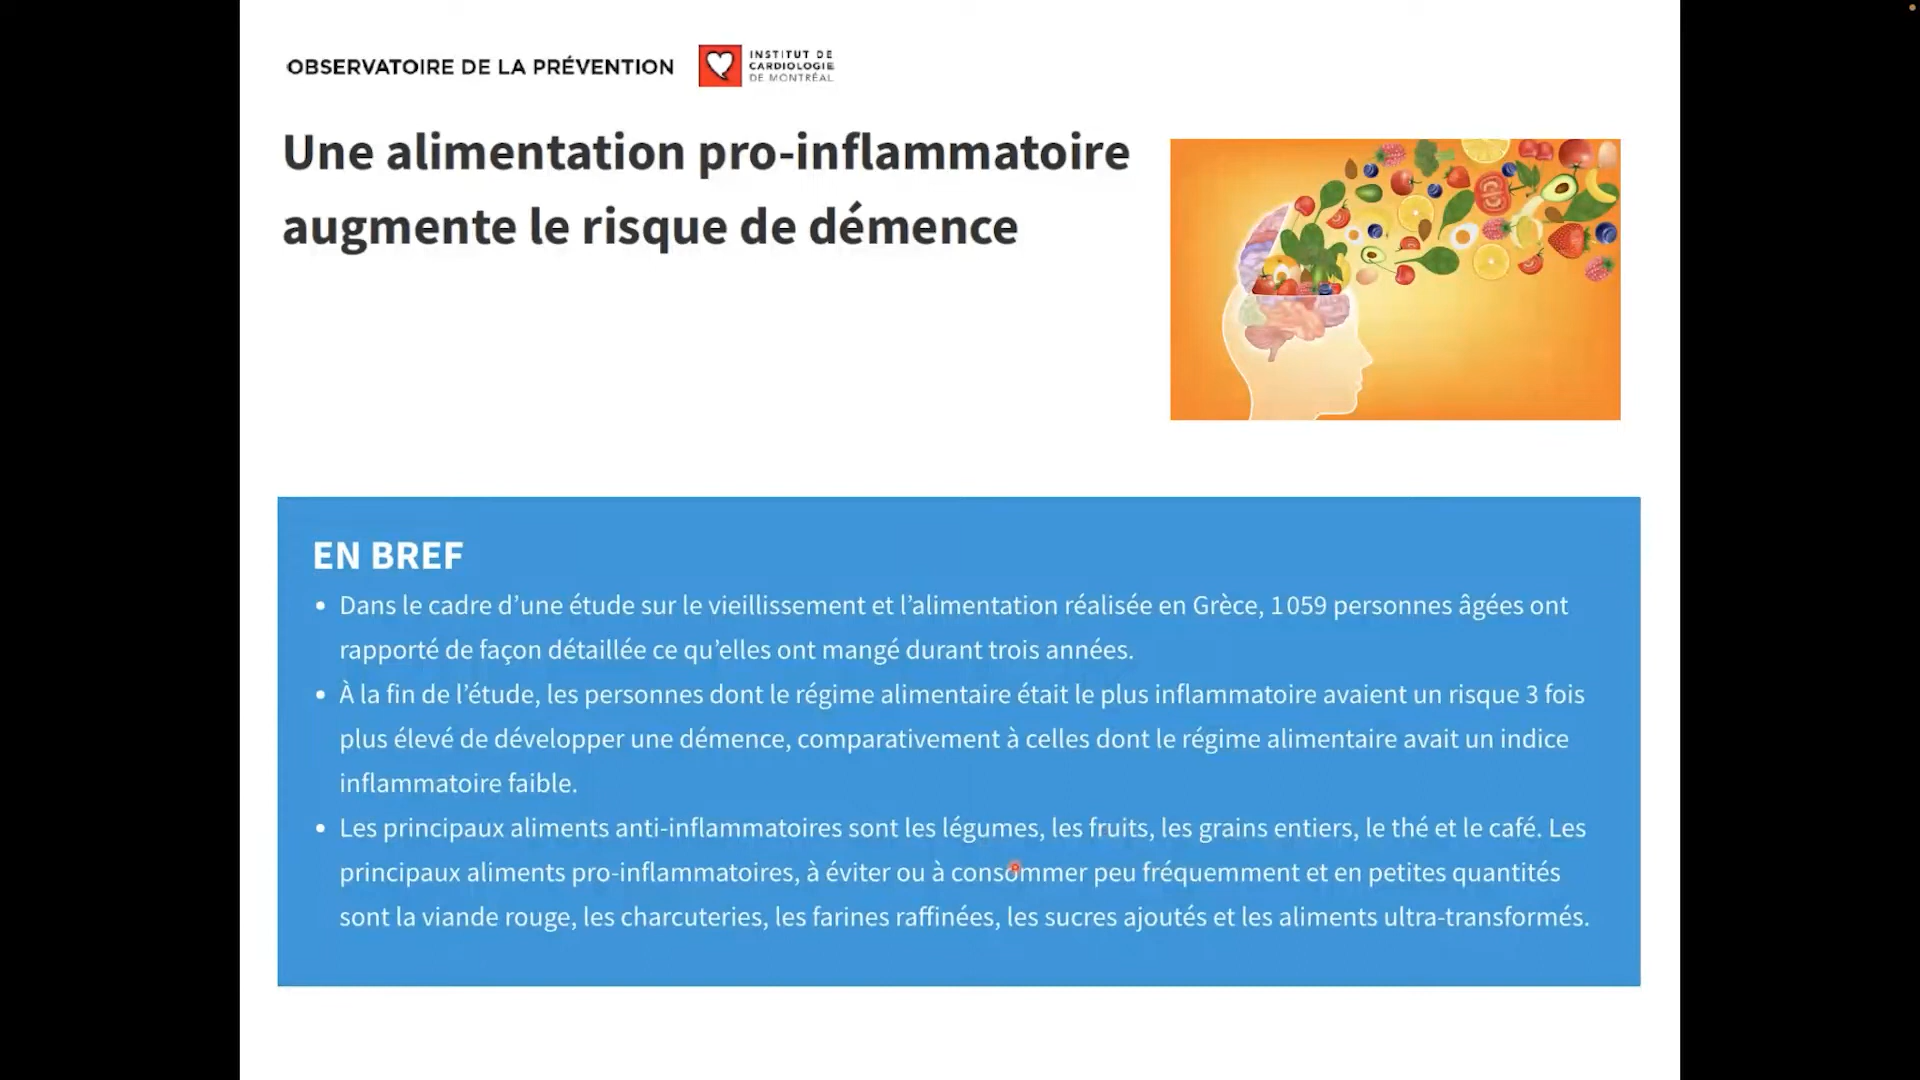 OBSERVATOIRE DE LA PRÉVENTION
INSTITUT DE
CARDIOLOGIE
DE MONTRÉAL
Une alimentation pro-inflammatoire
augmente le risque de démence
EN BREF
• Dans le cadre d’une étude sur le vieillissement et l’alimentation réalisée en Grèce, 1059 personnes âgées ont
rapporté de façon détaillée ce qu’elles ont mangé durant trois années.
• À la fin de l’étude, les personnes dont le régime alimentaire était le plus inflammatoire avaient un risque 3 fois
plus élevé de développer une démence, comparativement à celles dont le régime alimentaire avait un indice
inflammatoire faible.
• Les principaux aliments anti-inflammatoires sont les légumes, les fruits, les grains entiers, le thé et le café. Les
principaux aliments pro-inflammatoires, à éviter ou à consommer peu fréquemment et en petites quantités
sont la viande rouge, les charcuteries, les farines raffinées, les sucres ajoutés et les aliments ultra-transformés.